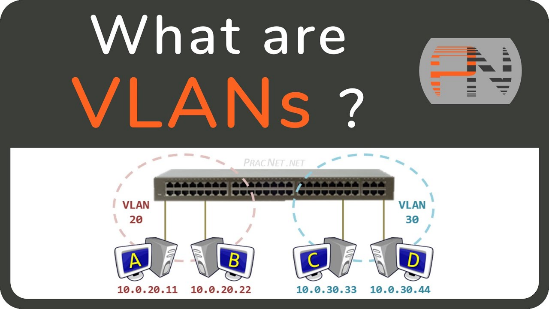 What are
VLANs ?
PN
PRACNET.NET
VLAN
20
VLAN
30
A
B
C
D
10.0.20.11
10.0.20.22
10.0.30.33
10.0.30.44